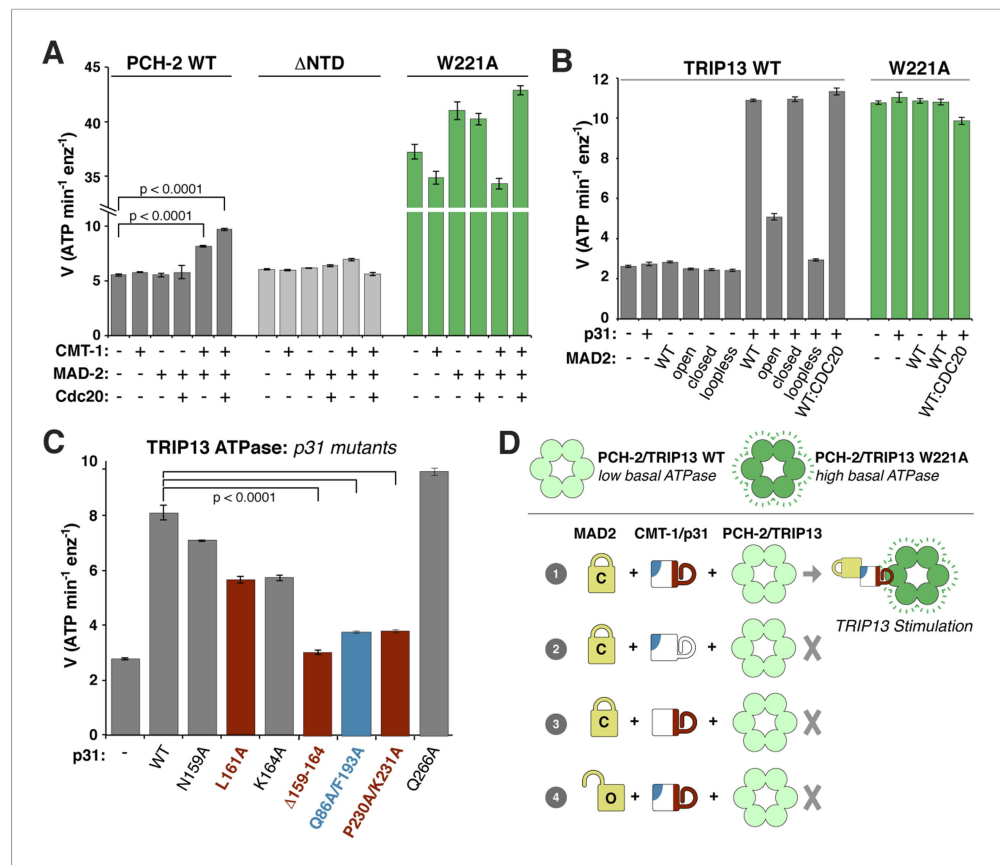 A
PCH-2 WT
ΔNTD
W221A
V (ATP min⁻¹ enz⁻¹)
45
40
35
10
5
0
p < 0.0001
p < 0.0001
CMT-1: - + - - + + - + - - + + - + - - + +
MAD-2: - - + + + + - - + + + + - - + + + +
Cdc20: - - - + - + - - - + - + - - - + - +
B
TRIP13 WT
W221A
V (ATP min⁻¹ enz⁻¹)
12
10
8
6
4
2
0
p31: - + - - - - + + + + + - + - + +
MAD2: - - WT open closed loopless WT open closed loopless WT:CDC20 - - WT WT WT:CDC20
C
TRIP13 ATPase: p31 mutants
V (ATP min⁻¹ enz⁻¹)
10
8
6
4
2
0
p < 0.0001
p31: - WT N159A L161A K164A Δ159-164 Q86A/F193A P230A/K231A Q266A
D
PCH-2/TRIP13 WT
low basal ATPase
PCH-2/TRIP13 W221A
high basal ATPase
MAD2 CMT-1/p31 PCH-2/TRIP13
1 C + +
TRIP13 Stimulation
2 C + +
3 C + +
4 O + +